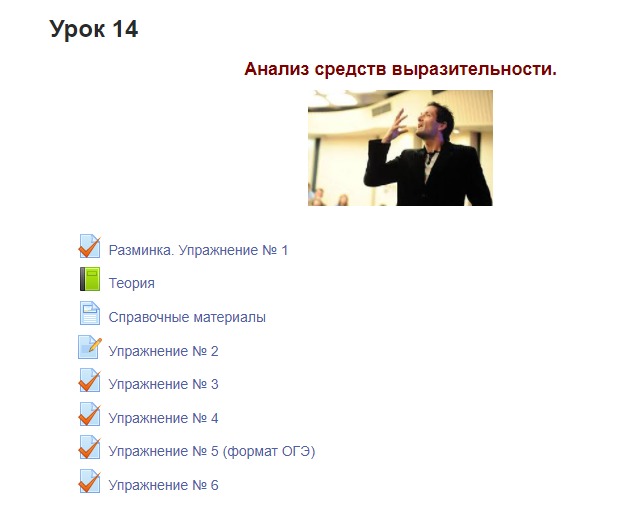 Урок 14
Анализ средств выразительности.
Разминка. Упражнение № 1
Теория
Справочные материалы
Упражнение № 2
Упражнение № 3
Упражнение № 4
Упражнение № 5 (формат ОГЭ)
Упражнение № 6